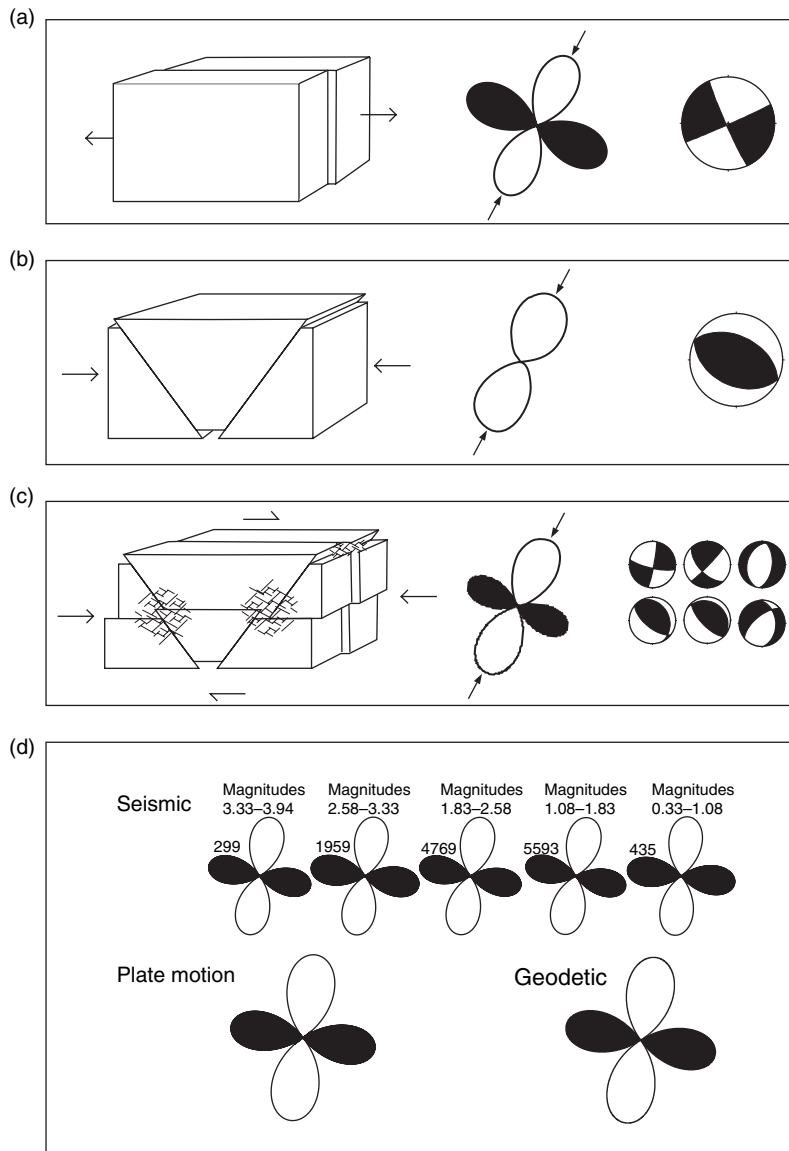 (a)
(b)
(c)
(d)
Seismic
Magnitudes
3.33–3.94
Magnitudes
2.58–3.33
Magnitudes
1.83–2.58
Magnitudes
1.08–1.83
Magnitudes
0.33–1.08
299
1959
4769
5593
435
Plate motion
Geodetic